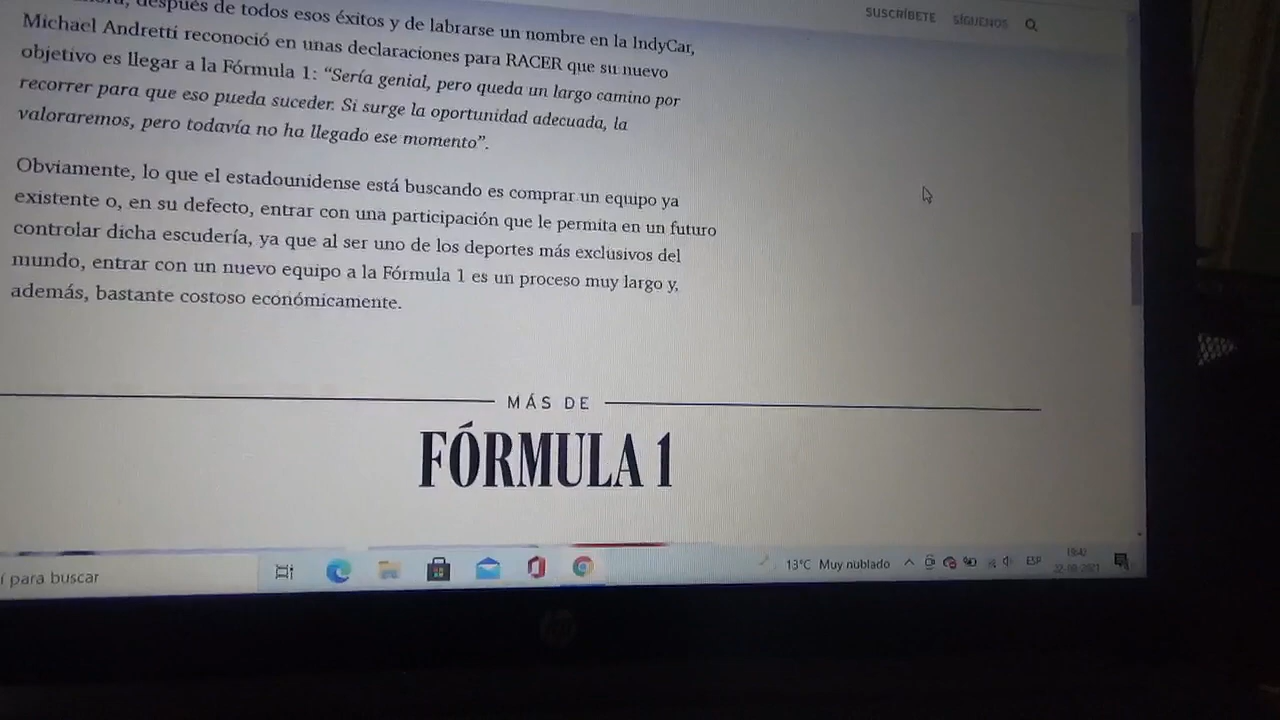 después de todos esos éxitos y de labrarse un nombre en la IndyCar,
Michael Andretti reconoció en unas declaraciones para RACER que su nuevo
objetivo es llegar a la Fórmula 1: “Sería genial, pero queda un largo camino por
recorrer para que eso pueda suceder. Si surge la oportunidad adecuada, la
valoraremos, pero todavía no ha llegado ese momento”.
Obviamente, lo que el estadounidense está buscando es comprar un equipo ya
existente o, en su defecto, entrar con una participación que le permita en un futuro
controlar dicha escudería, ya que al ser uno de los deportes más exclusivos del
mundo, entrar con un nuevo equipo a la Fórmula 1 es un proceso muy largo y,
además, bastante costoso económicamente.
SUSCRÍBETE SÍGUENOS
MÁS DE
FÓRMULA 1
para buscar
13°C Muy nublado
ESP
hp